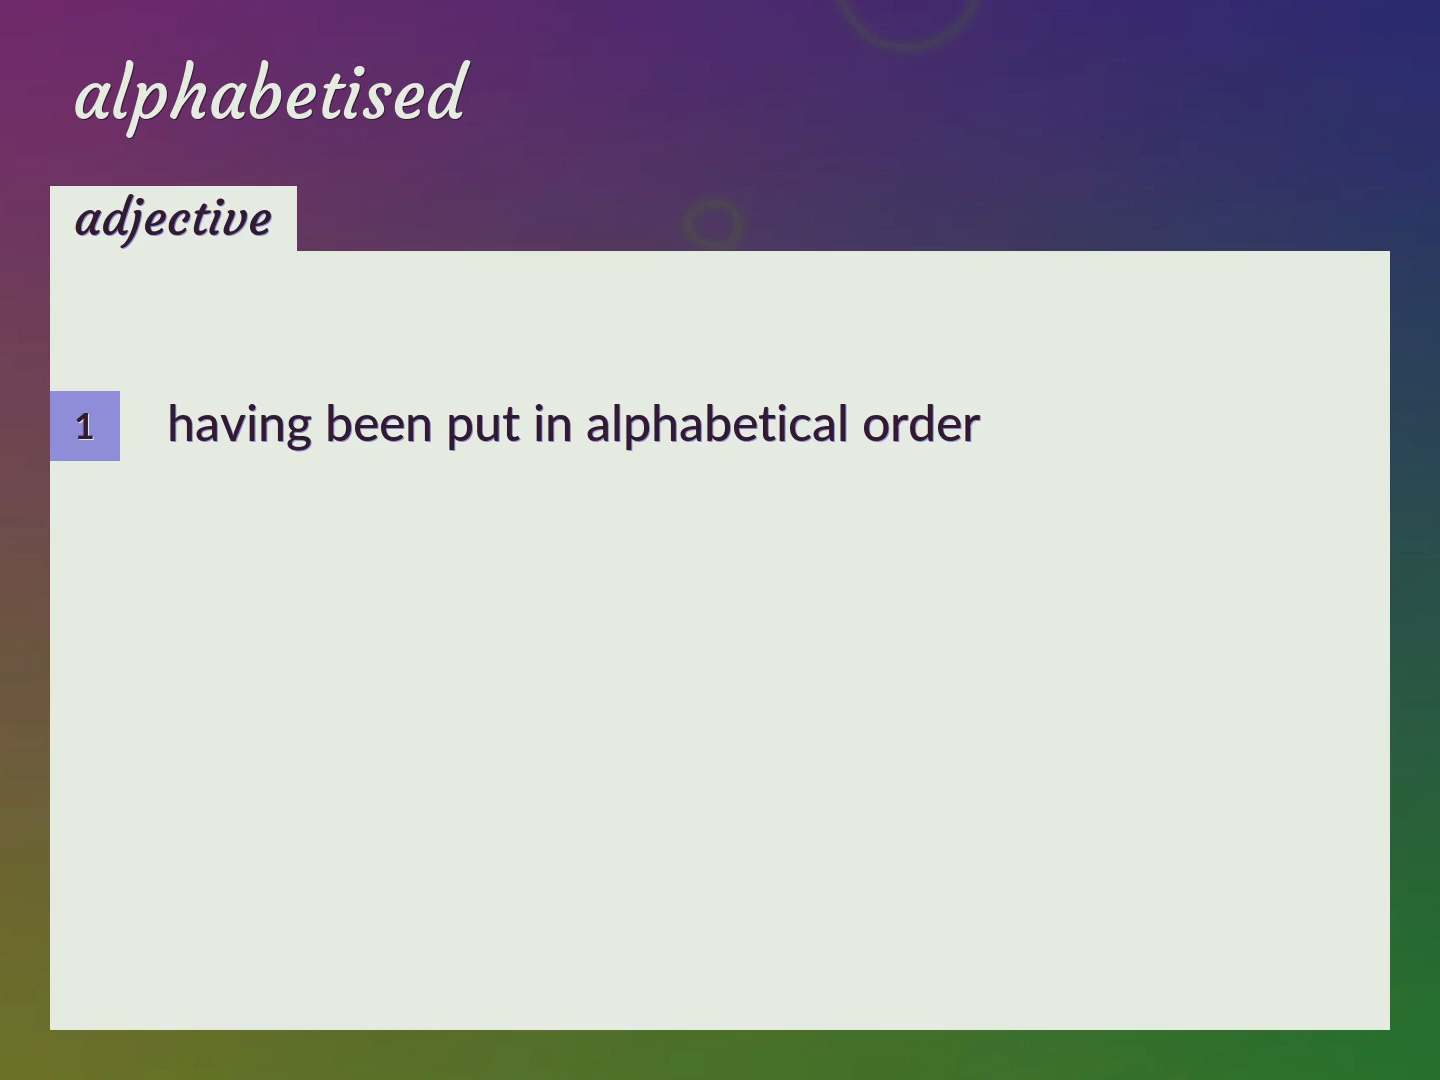 alphabetised
adjective
1 having been put in alphabetical order